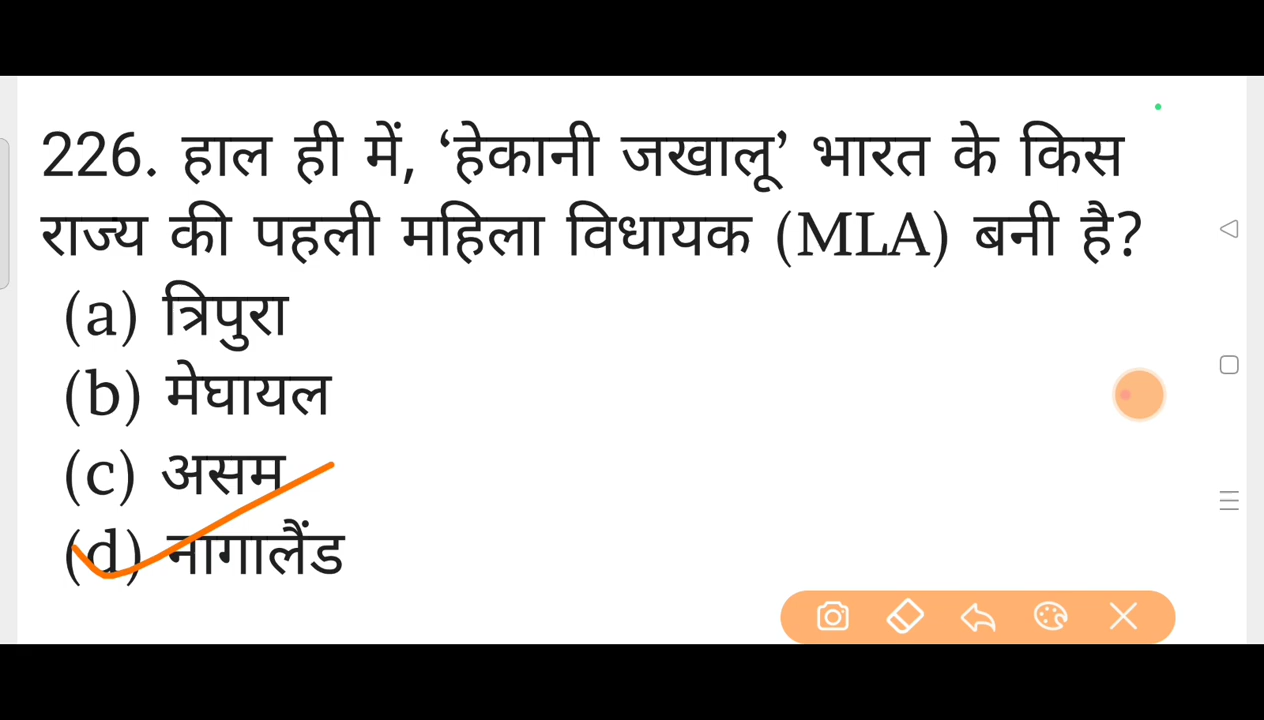 226. हाल ही में, ‘हेकानी जखालू’ भारत के किस
राज्य की पहली महिला विधायक (MLA) बनी है?
(a) त्रिपुरा
(b) मेघायल
(c) असम
(d) नागालैंड